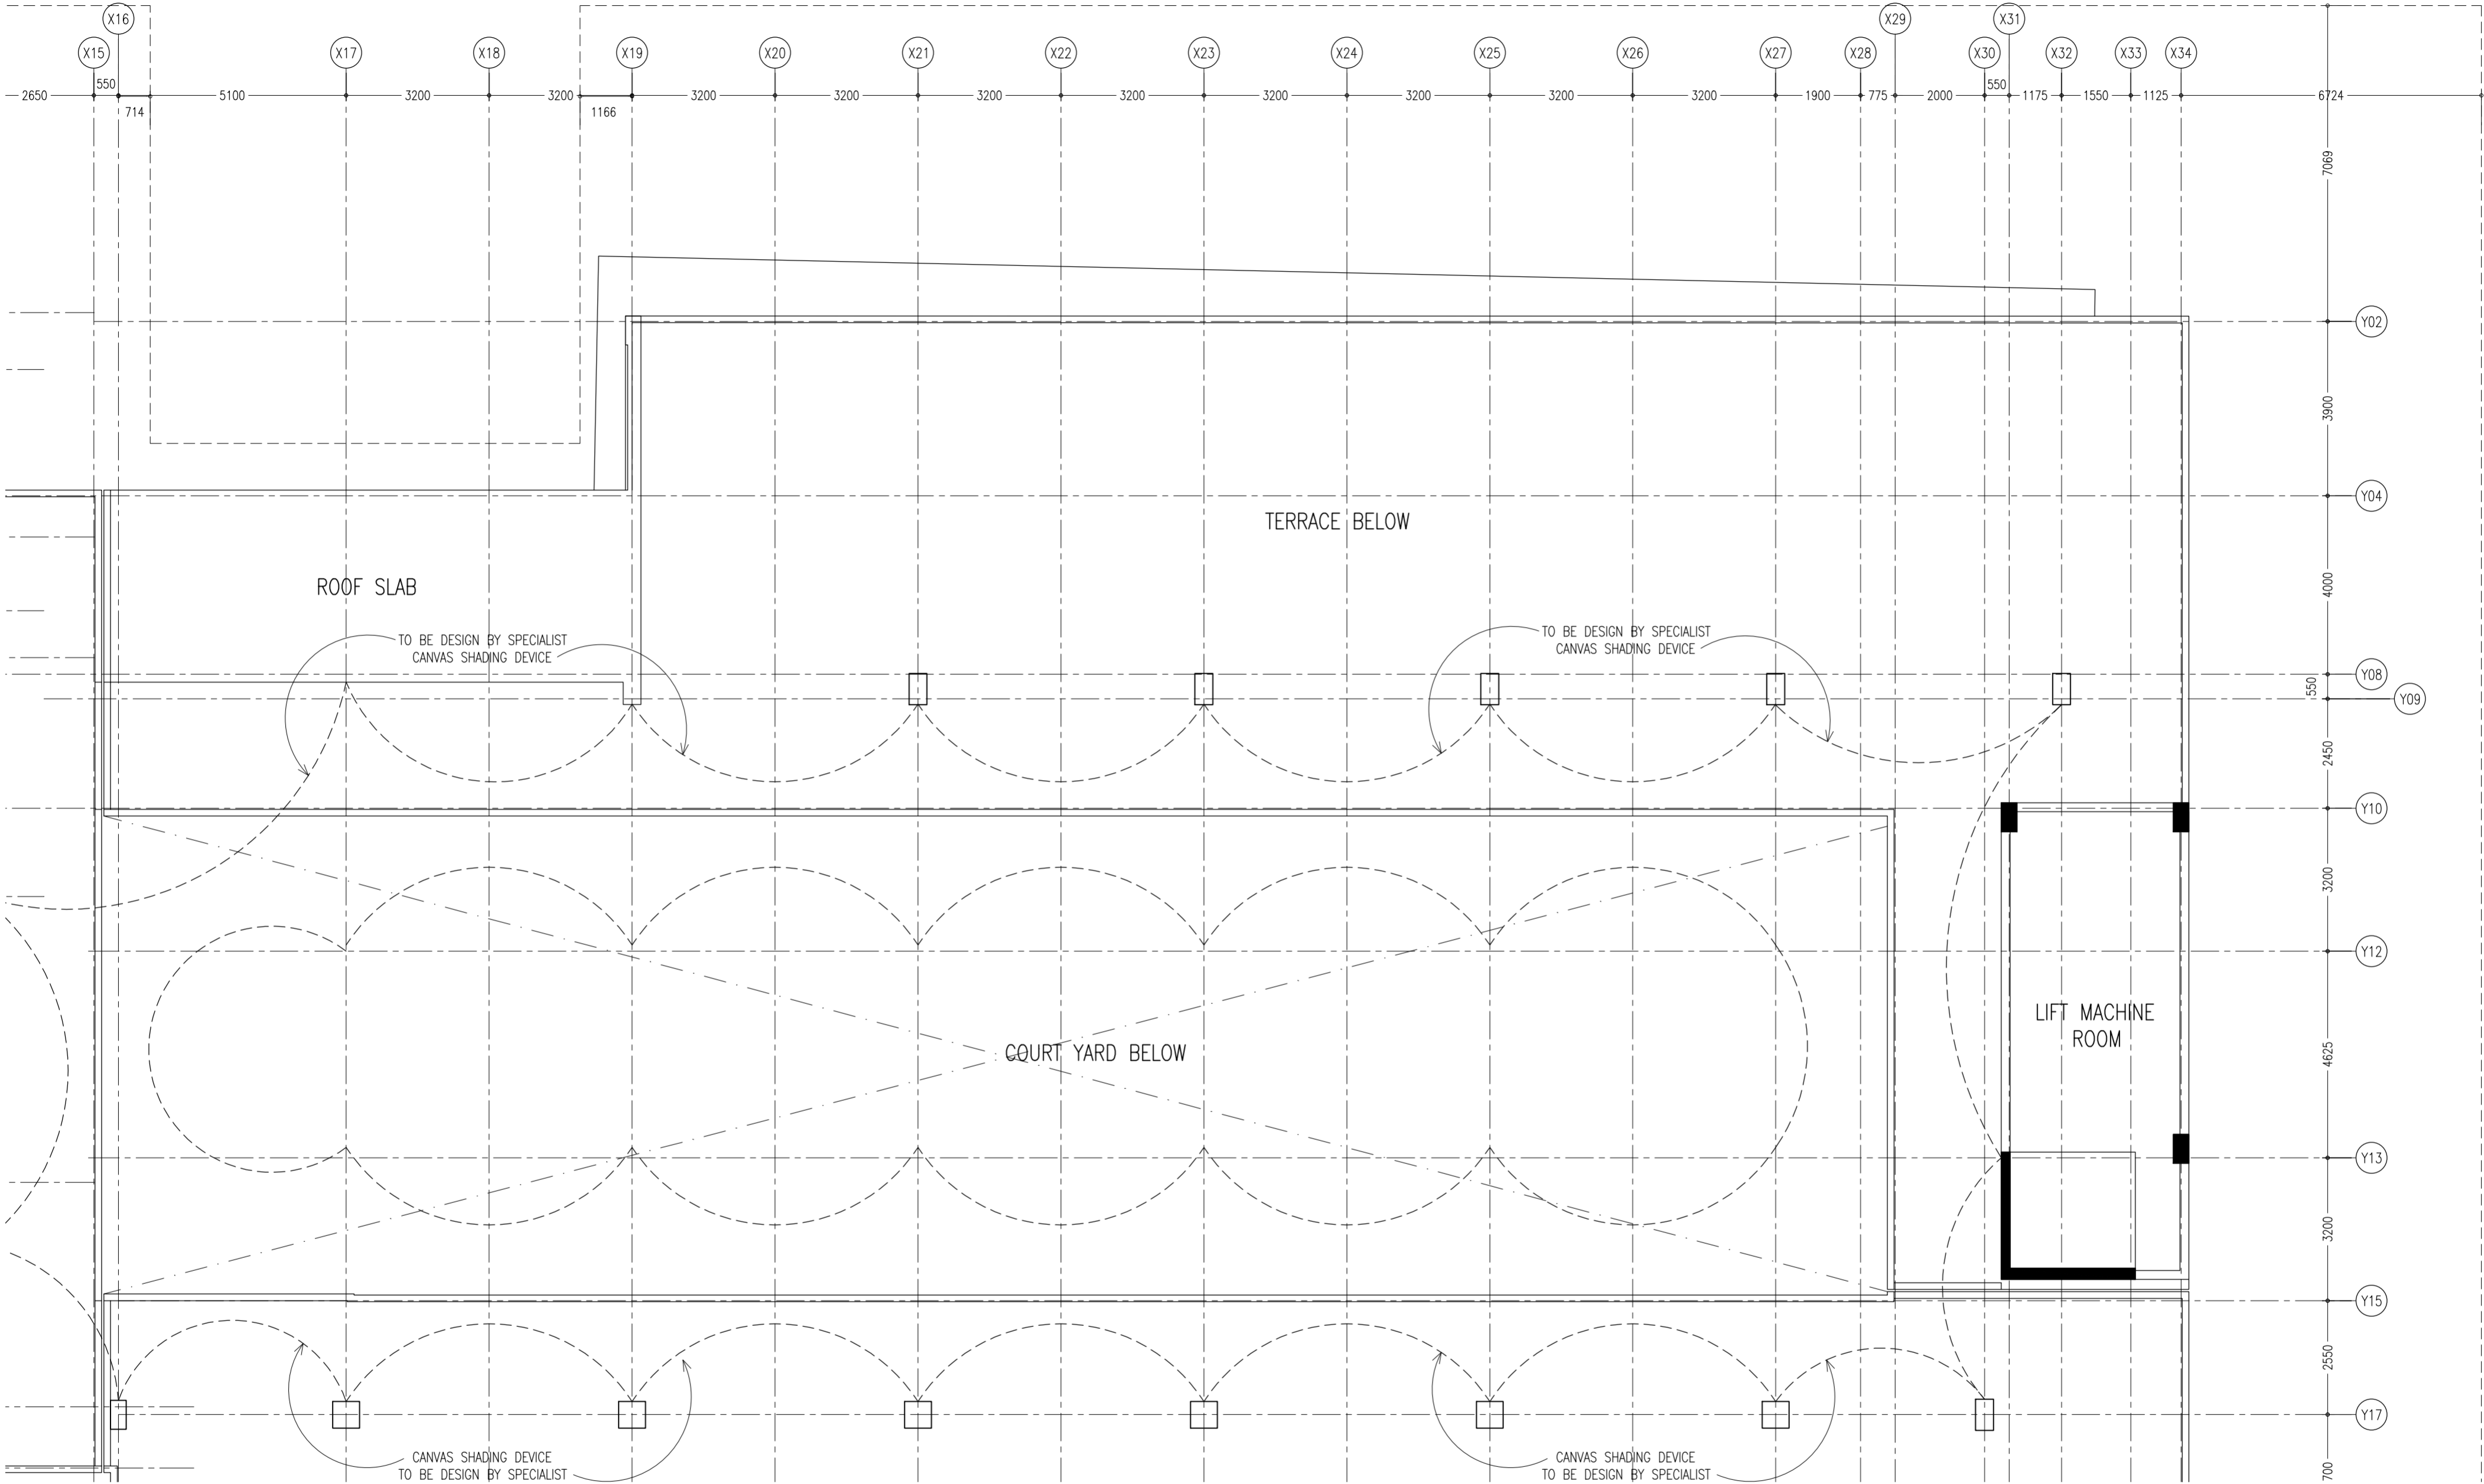 X16
X29
X31
X15
X17
X18
X19
X20
X21
X22
X23
X24
X25
X26
X27
X28
X30
X32
X33
X34
550
550
2650
5100
3200
3200
3200
3200
3200
3200
3200
3200
3200
3200
1900
775
2000
1175
1550
1125
6724
714
1166
7069
Y02
3900
Y04
TERRACE BELOW
ROOF SLAB
4000
TO BE DESIGN BY SPECIALIST
CANVAS SHADING DEVICE
TO BE DESIGN BY SPECIALIST
CANVAS SHADING DEVICE
Y08
550
Y09
2450
Y10
3200
Y12
LIFT MACHINE
ROOM
COURT YARD BELOW
4625
Y13
3200
Y15
2550
Y17
CANVAS SHADING DEVICE
TO BE DESIGN BY SPECIALIST
CANVAS SHADING DEVICE
TO BE DESIGN BY SPECIALIST
700